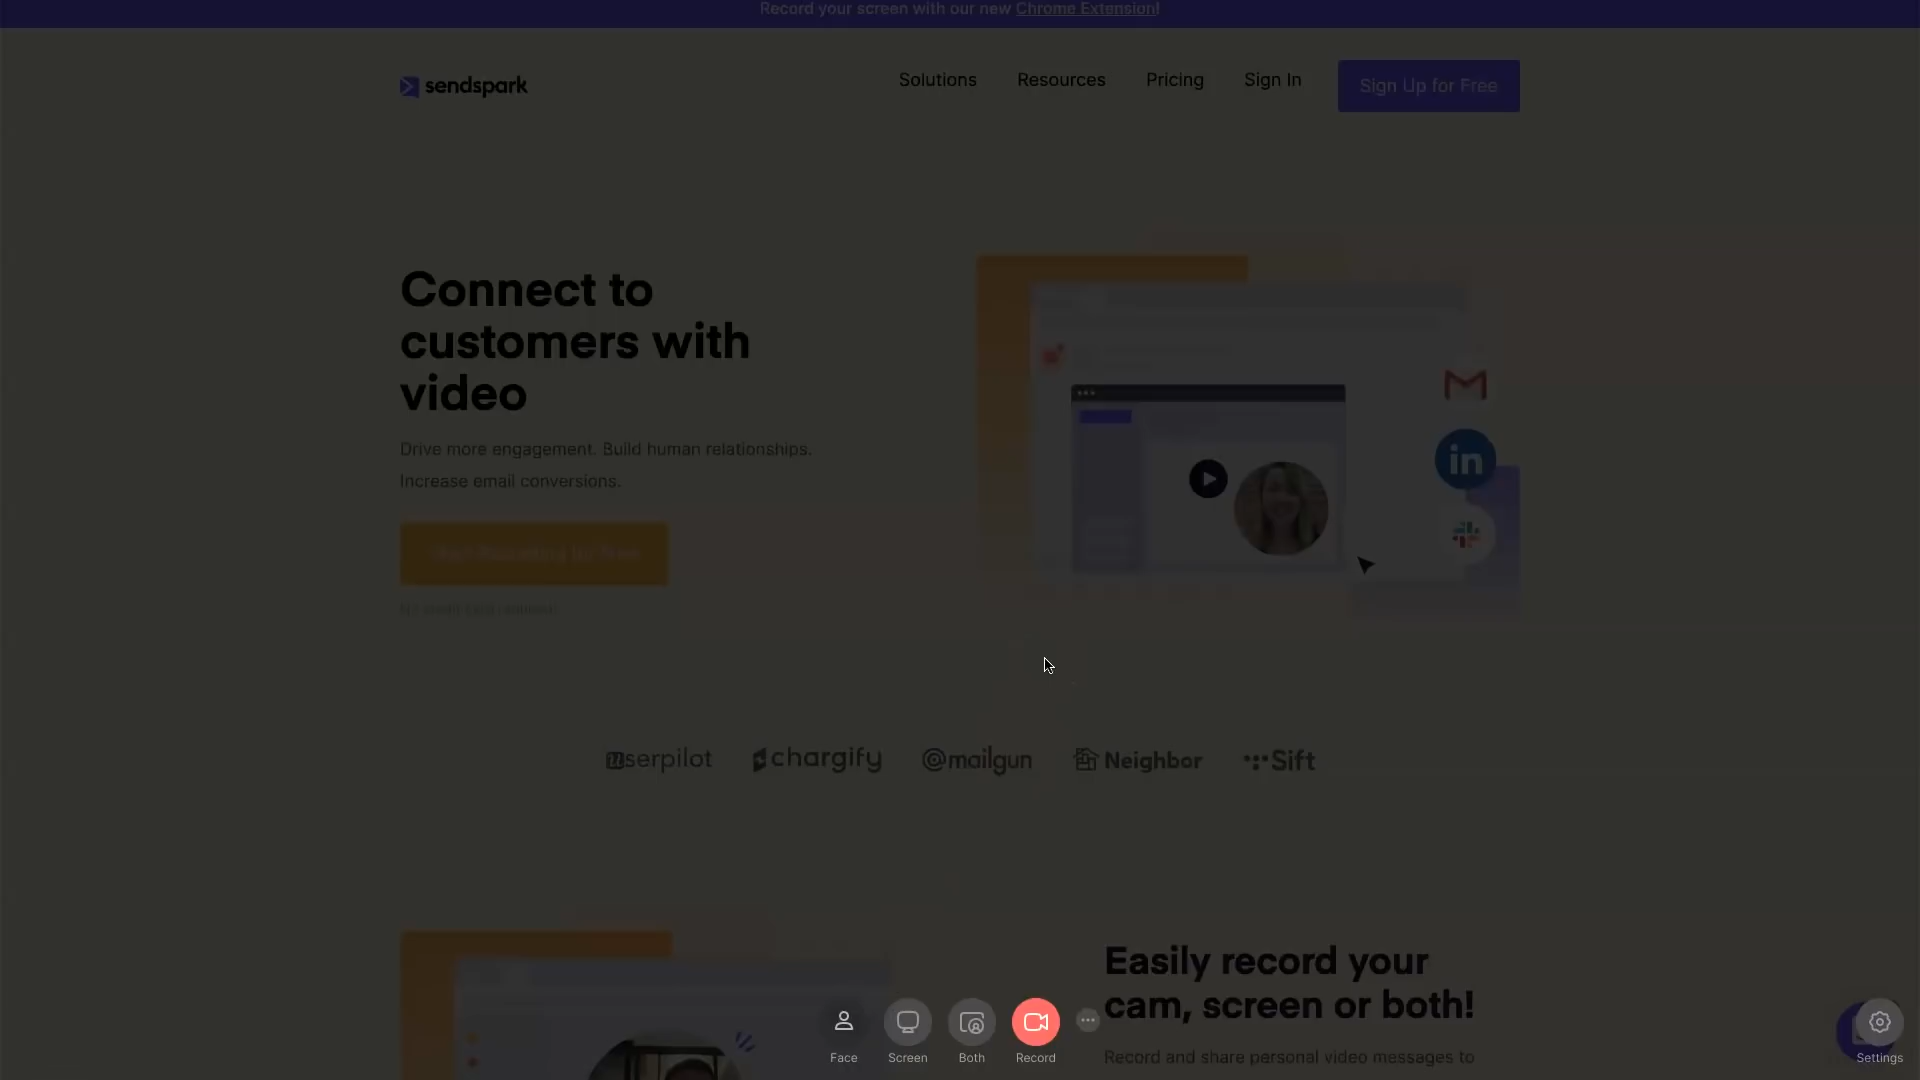 Record your screen with our new Chrome Extension!
sendspark
Solutions
Resources
Pricing
Sign In
Sign Up for Free
Connect to
customers with
video
Drive more engagement. Build human relationships.
Increase email conversions.
in
userpilot
chargify
@mailgun
Neighbor
Sift
Easily record your
cam, screen or both!
Record and share personal video messages to
Face
Screen
Both
Record
Settings